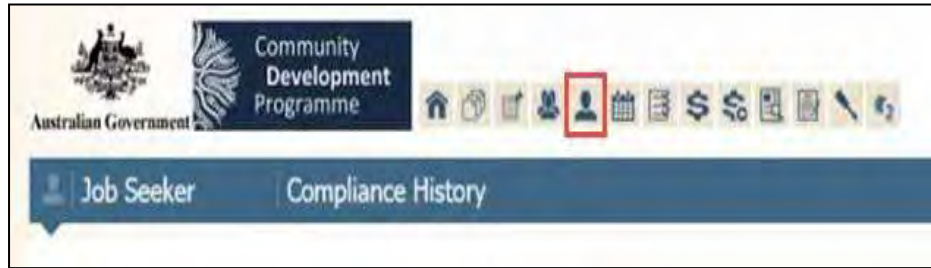 Community
Development
Programme
Australian Government
Job Seeker Compliance History